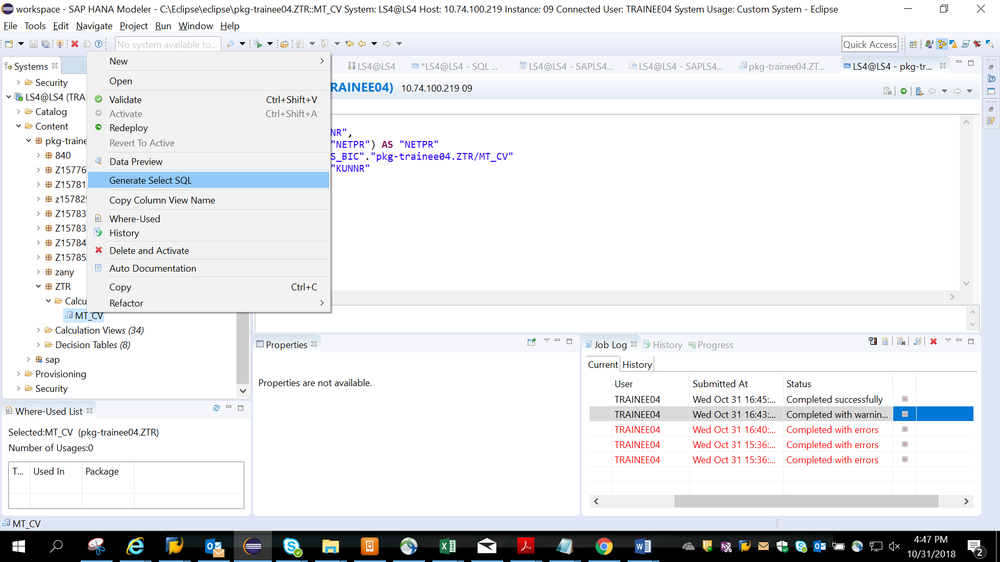 workspace - SAP HANA Modeler - C:\Eclipse\eclipse\pkg-trainee04.ZTR::MT_CV System: LS4@LS4 Host: 10.74.100.219 Instance: 09 Connected User: TRAINEE04 System Usage: Custom System - Eclipse
File Tools Edit Navigate Project Run Window Help
No system available to...
Quick Access
Systems
Security
LS4@LS4 (TRA
Catalog
Content
pkg-traine
840
Z15776
Z15781
z15782
Z15783
Z15783
Z15784
Z15785
zany
ZTR
Calcu
MT_CV
Calculation Views (34)
Decision Tables (8)
sap
Provisioning
Security
New
Open
Validate Ctrl+Shift+V
Activate Ctrl+Shift+A
Redeploy
Revert To Active
Data Preview
Generate Select SQL
Copy Column View Name
Where-Used
History
Delete and Activate
Auto Documentation
Copy Ctrl+C
Refactor
LS4@LS4
*LS4@LS4 - SQL ...
LS4@LS4 - SAPLS4...
LS4@LS4 - SAPLS4...
pkg-trainee04.ZT...
LS4@LS4 - pkg-tr...
RAINEE04) 10.74.100.219 09
SQL
NR",
"NETPR") AS "NETPR"
S_BIC"."pkg-trainee04.ZTR/MT_CV"
"KUNNR"
Properties
Properties are not available.
Job Log History Progress
Current History
User Submitted At Status
TRAINEE04 Wed Oct 31 16:45:... Completed successfully
TRAINEE04 Wed Oct 31 16:43:... Completed with warnin...
TRAINEE04 Wed Oct 31 16:40:... Completed with errors
TRAINEE04 Wed Oct 31 15:36:... Completed with errors
TRAINEE04 Wed Oct 31 15:36:... Completed with errors
Where-Used List
Selected:MT_CV (pkg-trainee04.ZTR)
Number of Usages:0
T... Used In Package
MT_CV
4:47 PM
10/31/2018
2